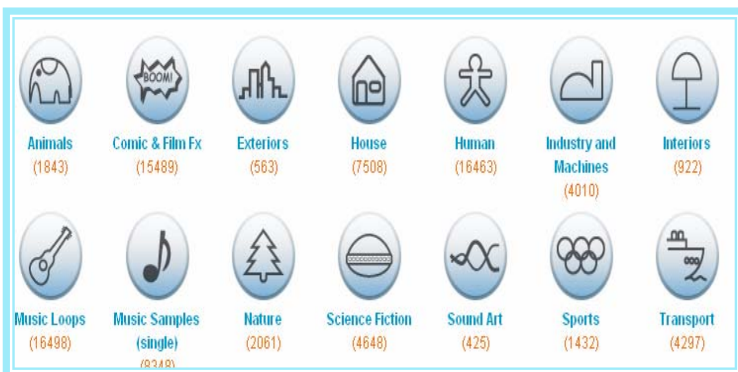 BOOM!
Animals
(1843)
Comic & Film Fx
(15489)
Exteriors
(563)
House
(7508)
Human
(16463)
Industry and
Machines
(4010)
Interiors
(922)
Music Loops
(16498)
Music Samples
(single)
(8348)
Nature
(2061)
Science Fiction
(4648)
Sound Art
(425)
Sports
(1432)
Transport
(4297)